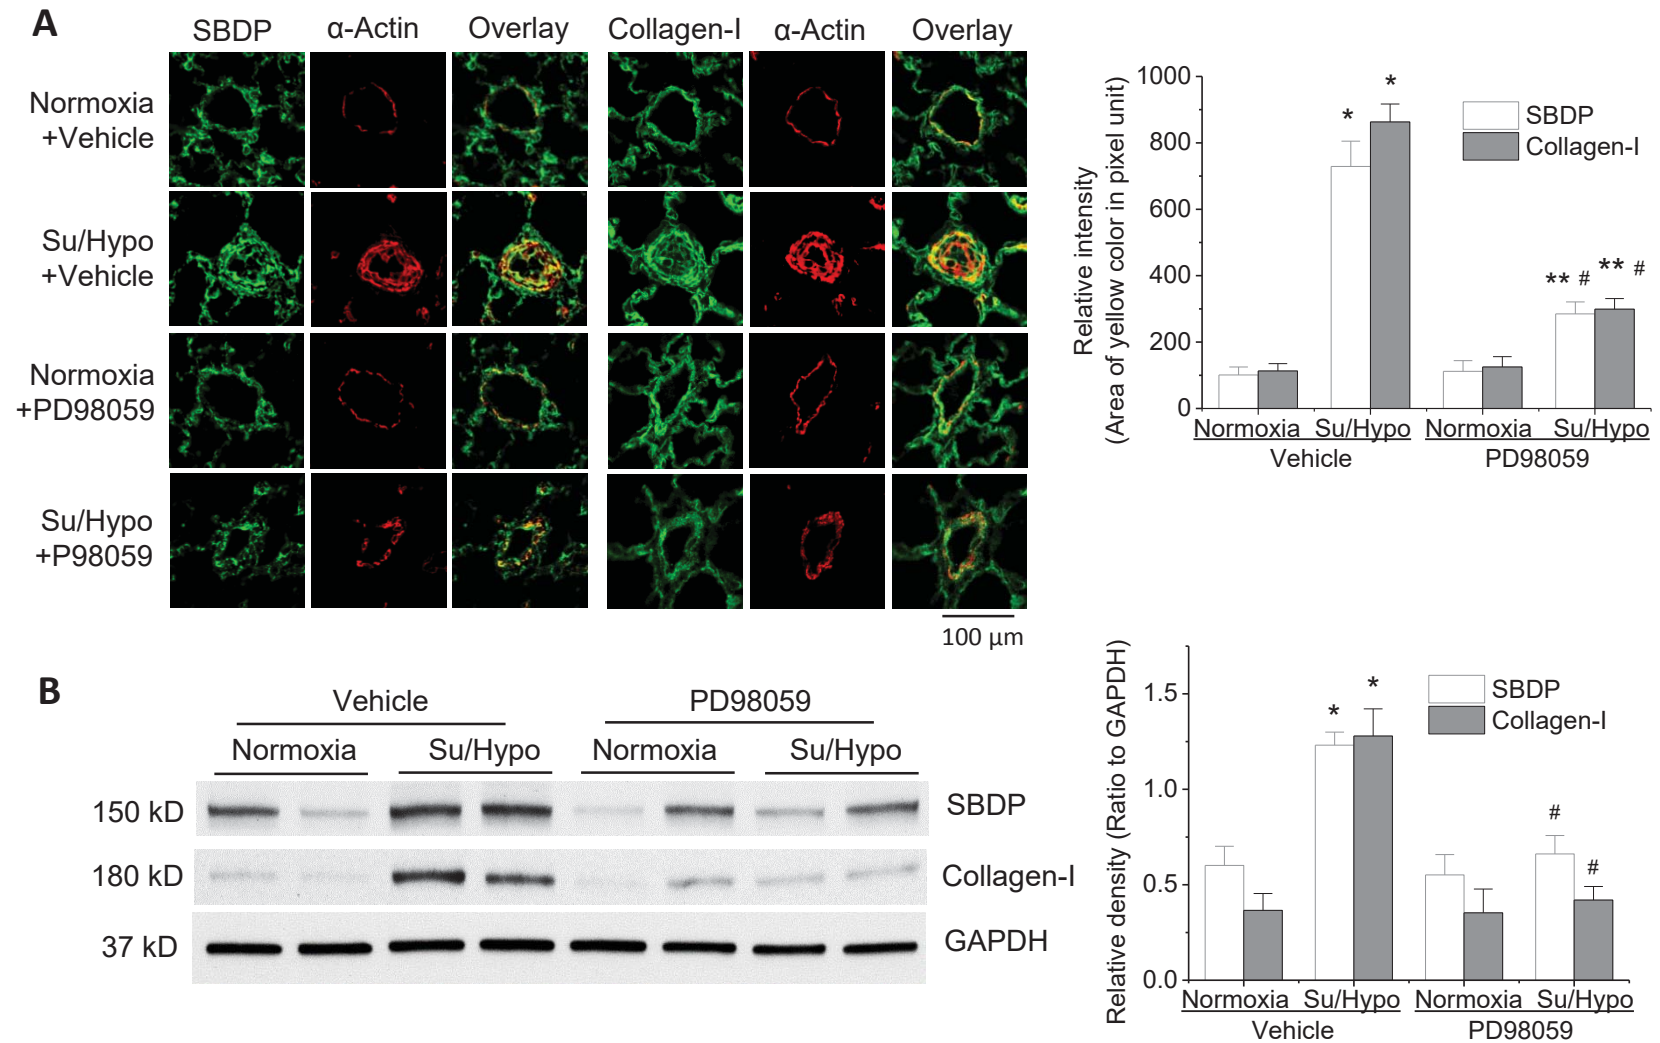 A
SBDP α-Actin Overlay Collagen-I α-Actin Overlay
Normoxia
+Vehicle
Su/Hypo
+Vehicle
Normoxia
+PD98059
Su/Hypo
+P98059
100 μm
Relative intensity
(Area of yellow color in pixel unit)
1000
800
600
400
200
0
* *
** # ** #
SBDP
Collagen-I
Normoxia Su/Hypo Normoxia Su/Hypo
Vehicle PD98059
B
Vehicle PD98059
Normoxia Su/Hypo Normoxia Su/Hypo
150 kD SBDP
180 kD Collagen-I
37 kD GAPDH
Relative density (Ratio to GAPDH)
1.5
1.0
0.5
0.0
* *
# #
SBDP
Collagen-I
Normoxia Su/Hypo Normoxia Su/Hypo
Vehicle PD98059